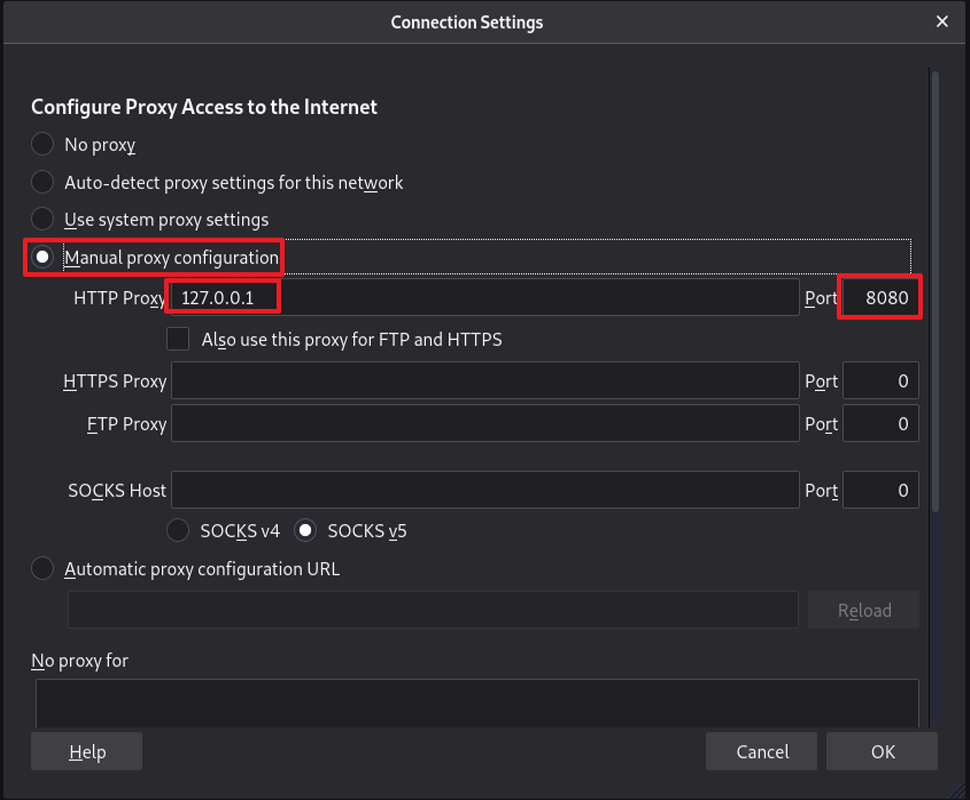 Connection Settings
Configure Proxy Access to the Internet
No proxy
Auto-detect proxy settings for this network
Use system proxy settings
Manual proxy configuration
HTTP Proxy 127.0.0.1 Port 8080
Also use this proxy for FTP and HTTPS
HTTPS Proxy Port 0
FTP Proxy Port 0
SOCKS Host Port 0
SOCKS v4 SOCKS v5
Automatic proxy configuration URL
Reload
No proxy for
Help Cancel OK